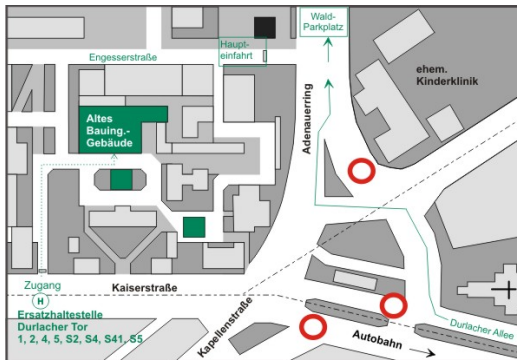 Wald-
Parkplatz
Engesserstraße
Haupt-
einfahrt
ehem.
Kinderklinik
Adenauerring
Altes
Bauing.-
Gebäude
Zugang
H
Kaiserstraße
Ersatzhaltestelle
Durlacher Tor
1, 2, 4, 5, S2, S4, S41, S5
Kapellenstraße
Autobahn
Durlacher Allee